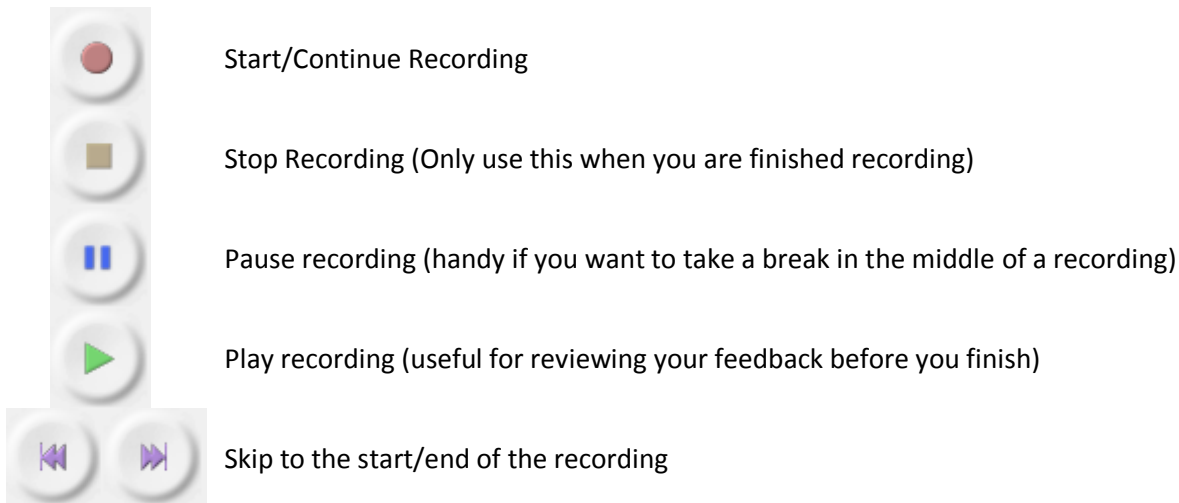 Start/Continue Recording
Stop Recording (Only use this when you are finished recording)
Pause recording (handy if you want to take a break in the middle of a recording)
Play recording (useful for reviewing your feedback before you finish)
Skip to the start/end of the recording